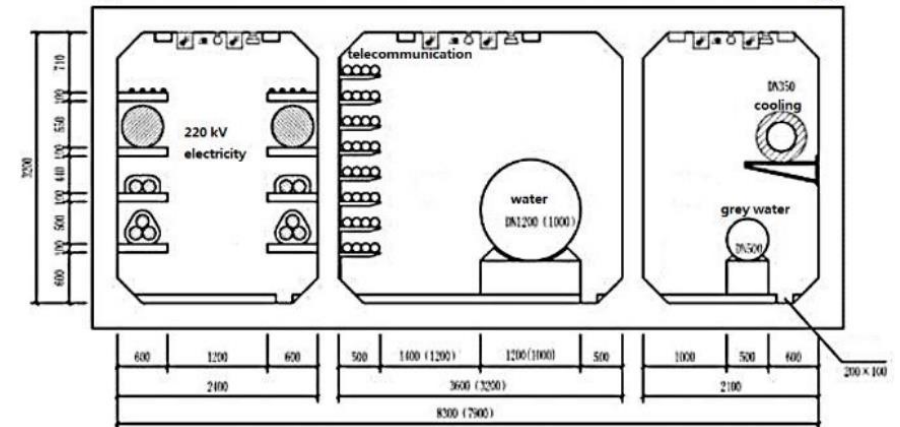 telecommunication
220 kV
electricity
water
DN1200 (1000)
DN350
cooling
grey water
DN500
3200
710
100
550
100
440
100
500
100
600
600
1200
600
500
1400 (1200)
1200(1000)
500
1000
500
600
200×100
2400
3600 (3200)
2100
8300 (7900)